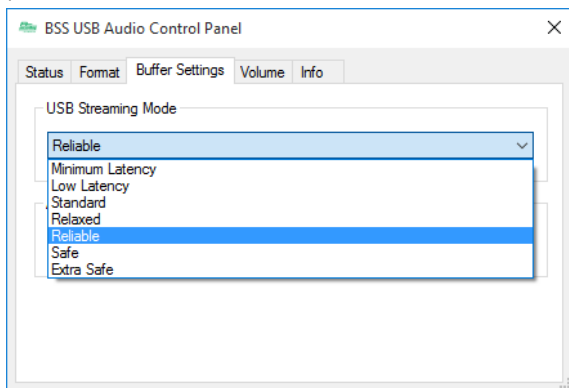 BSS USB Audio Control Panel
Status Format Buffer Settings Volume Info
USB Streaming Mode
Reliable
Minimum Latency
Low Latency
Standard
Relaxed
Reliable
Safe
Extra Safe